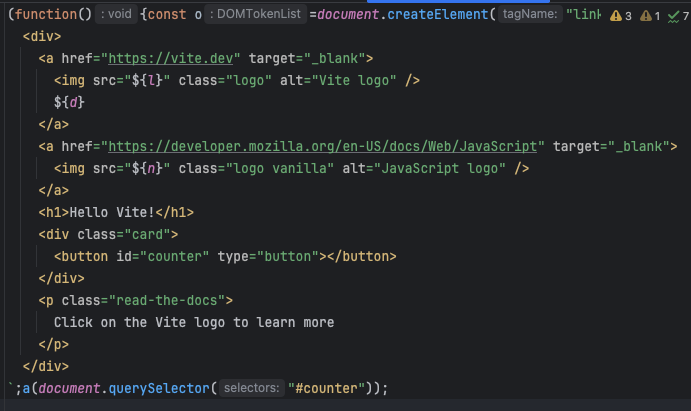 (function() : void {const o : DOMTokenList =document.createElement( tagName: "link 3 1 7
<div>
<a href="https://vite.dev" target="_blank">
<img src="${l}" class="logo" alt="Vite logo" />
${d}
</a>
<a href="https://developer.mozilla.org/en-US/docs/Web/JavaScript" target="_blank">
<img src="${n}" class="logo vanilla" alt="JavaScript logo" />
</a>
<h1>Hello Vite!</h1>
<div class="card">
<button id="counter" type="button"></button>
</div>
<p class="read-the-docs">
Click on the Vite logo to learn more
</p>
</div>
`;a(document.querySelector( selectors: "#counter"));